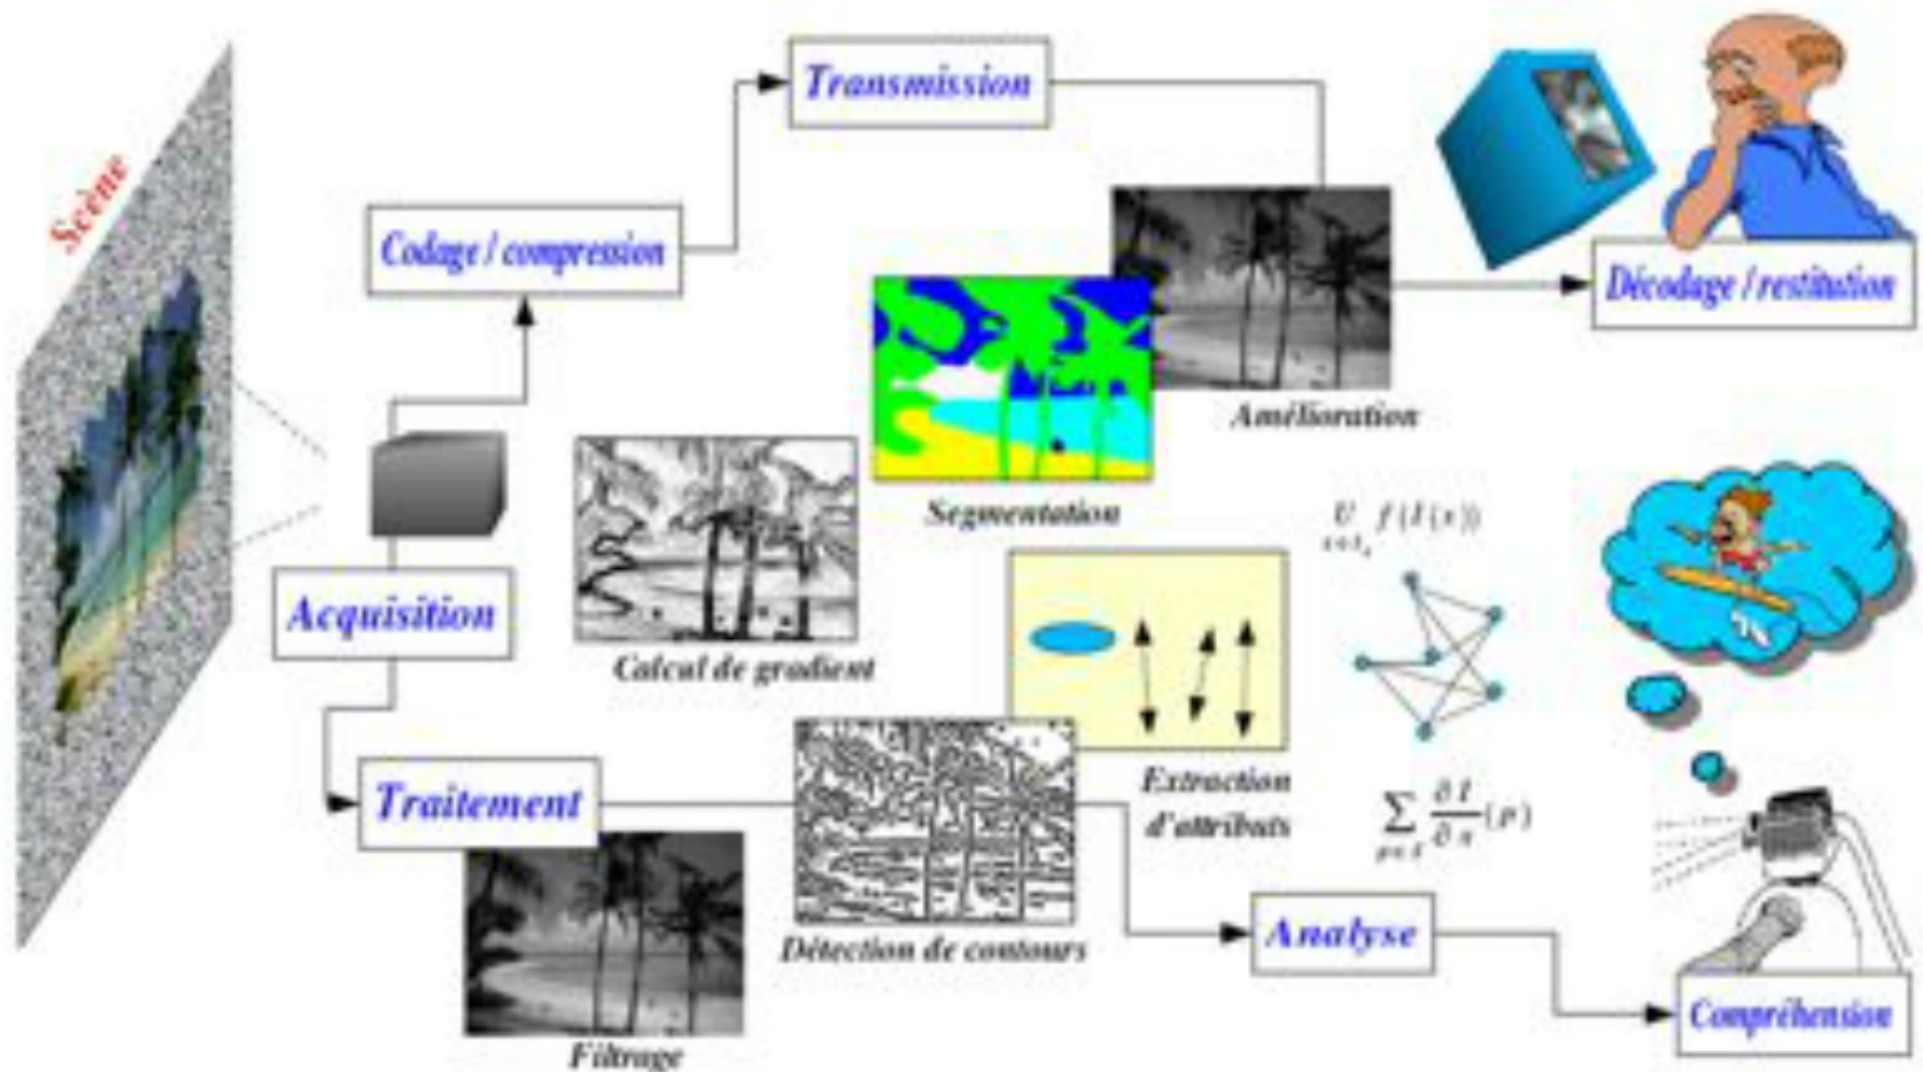 Scène
Transmission
Codage / compression
Décodage / restitution
Amélioration
Segmentation
Acquisition
Calcul de gradient
Extraction
d'attributs
Traitement
Détection de contours
Filtrage
Analyse
Compréhension
U f(I(x))
∑ ∂I/∂x (p)